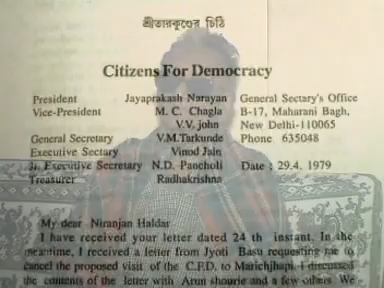 শ্রীতারকুণ্ডের চিঠি
Citizens For Democracy
President Jayaprakash Narayan General Sectary's Office
Vice-President M. C. Chagla B-17, Maharani Bagh,
V.V. john New Delhi-110065
General Secretary V.M.Tarkunde Phone 635048
Executive Sectary Vinod Jain
Jt. Executive Secretary N.D. Pancholi Date : 29.4. 1979
Treasurer Radhakrishna
My dear Niranjan Haldar
I have received your letter dated 24 th instant. In the
meantime, I received a letter from Jyoti Basu requesting me to
cancel the proposed visit of the C.F.D. to Marichjhapi. I discussed
the contents of the letter with Arun shourie and a few others. We